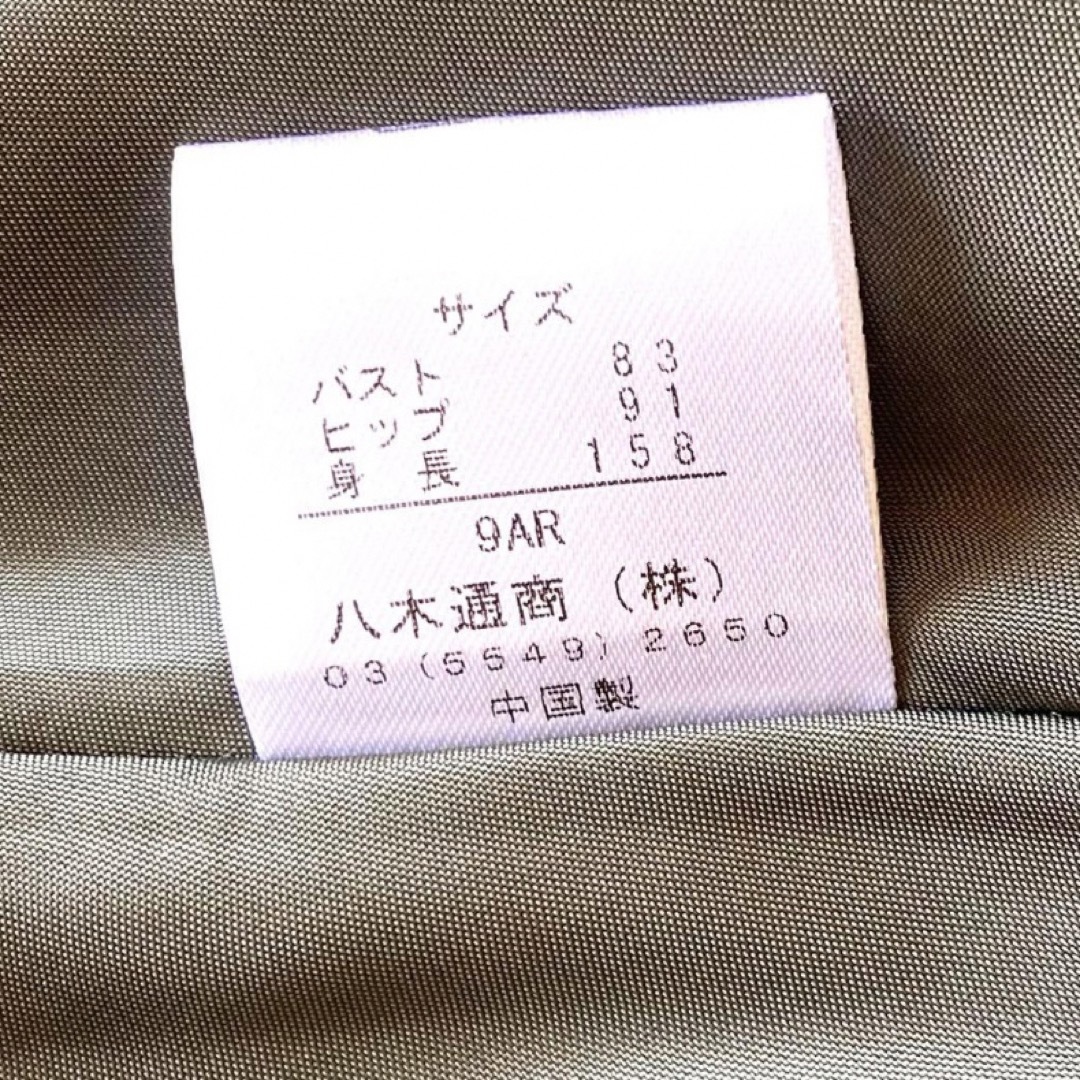 サイズ
バスト 83
ヒップ 91
身長 158
9AR
八木通商（株）
03（5549）2650
中国製